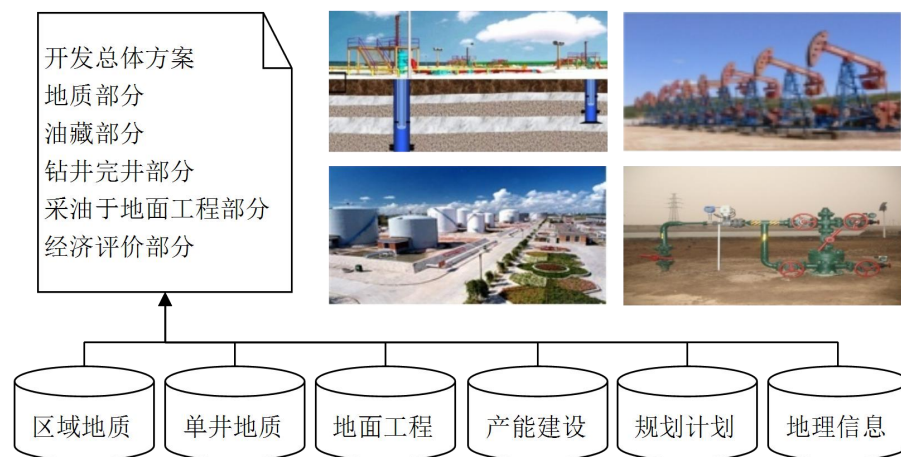 开发总体方案
地质部分
油藏部分
钻井完井部分
采油于地面工程部分
经济评价部分
区域地质
单井地质
地面工程
产能建设
规划计划
地理信息